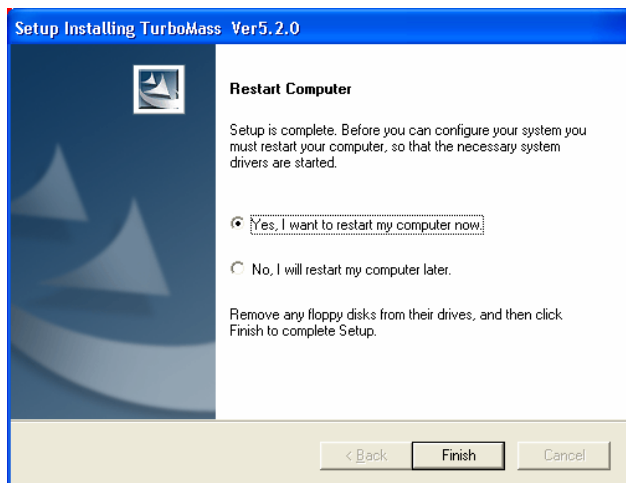 Setup Installing TurboMass Ver5.2.0
Restart Computer
Setup is complete. Before you can configure your system you
must restart your computer, so that the necessary system
drivers are started.
Yes, I want to restart my computer now.
No, I will restart my computer later.
Remove any floppy disks from their drives, and then click
Finish to complete Setup.
< Back
Finish
Cancel